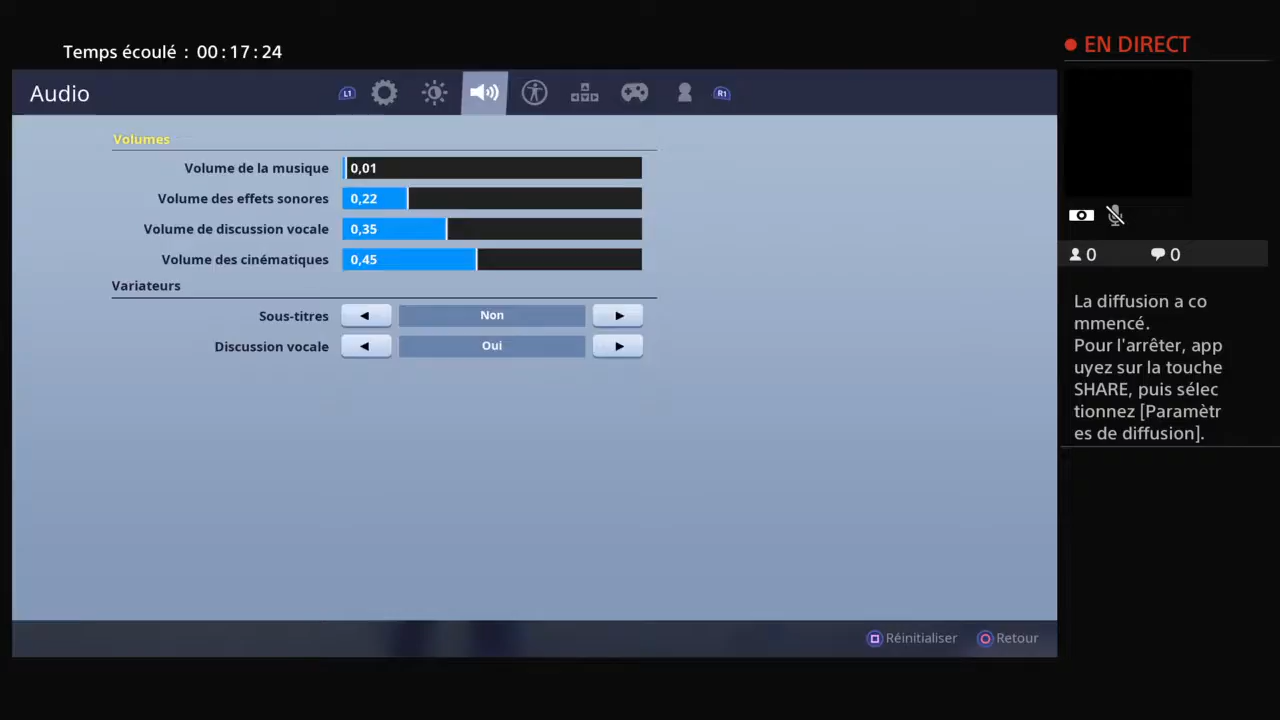 Temps écoulé : 00:17:24
EN DIRECT
Audio
L1
R1
Volumes
Volume de la musique 0,01
Volume des effets sonores 0,22
Volume de discussion vocale 0,35
Volume des cinématiques 0,45
Variateurs
Sous-titres Non
Discussion vocale Oui
Réinitialiser Retour
0 0
La diffusion a co
mmencé.
Pour l'arrêter, app
uyez sur la touche
SHARE, puis sélec
tionnez [Paramètr
es de diffusion].